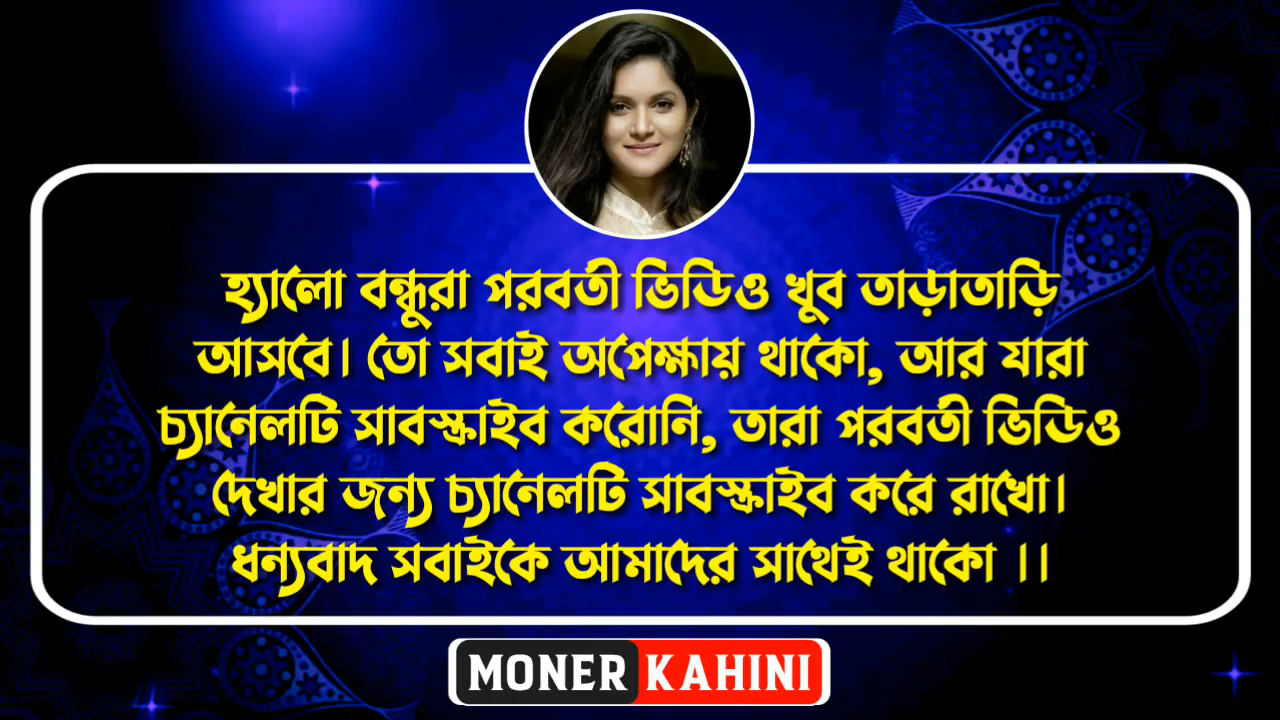 হ্যালো বন্ধুরা পরবর্তী ভিডিও খুব তাড়াতাড়ি
আসবে। তো সবাই অপেক্ষায় থাকো, আর যারা
চ্যানেলটি সাবস্ক্রাইব করোনি, তারা পরবর্তী ভিডিও
দেখার জন্য চ্যানেলটি সাবস্ক্রাইব করে রাখো।
ধন্যবাদ সবাইকে আমাদের সাথেই থাকো ।।
MONER KAHINI